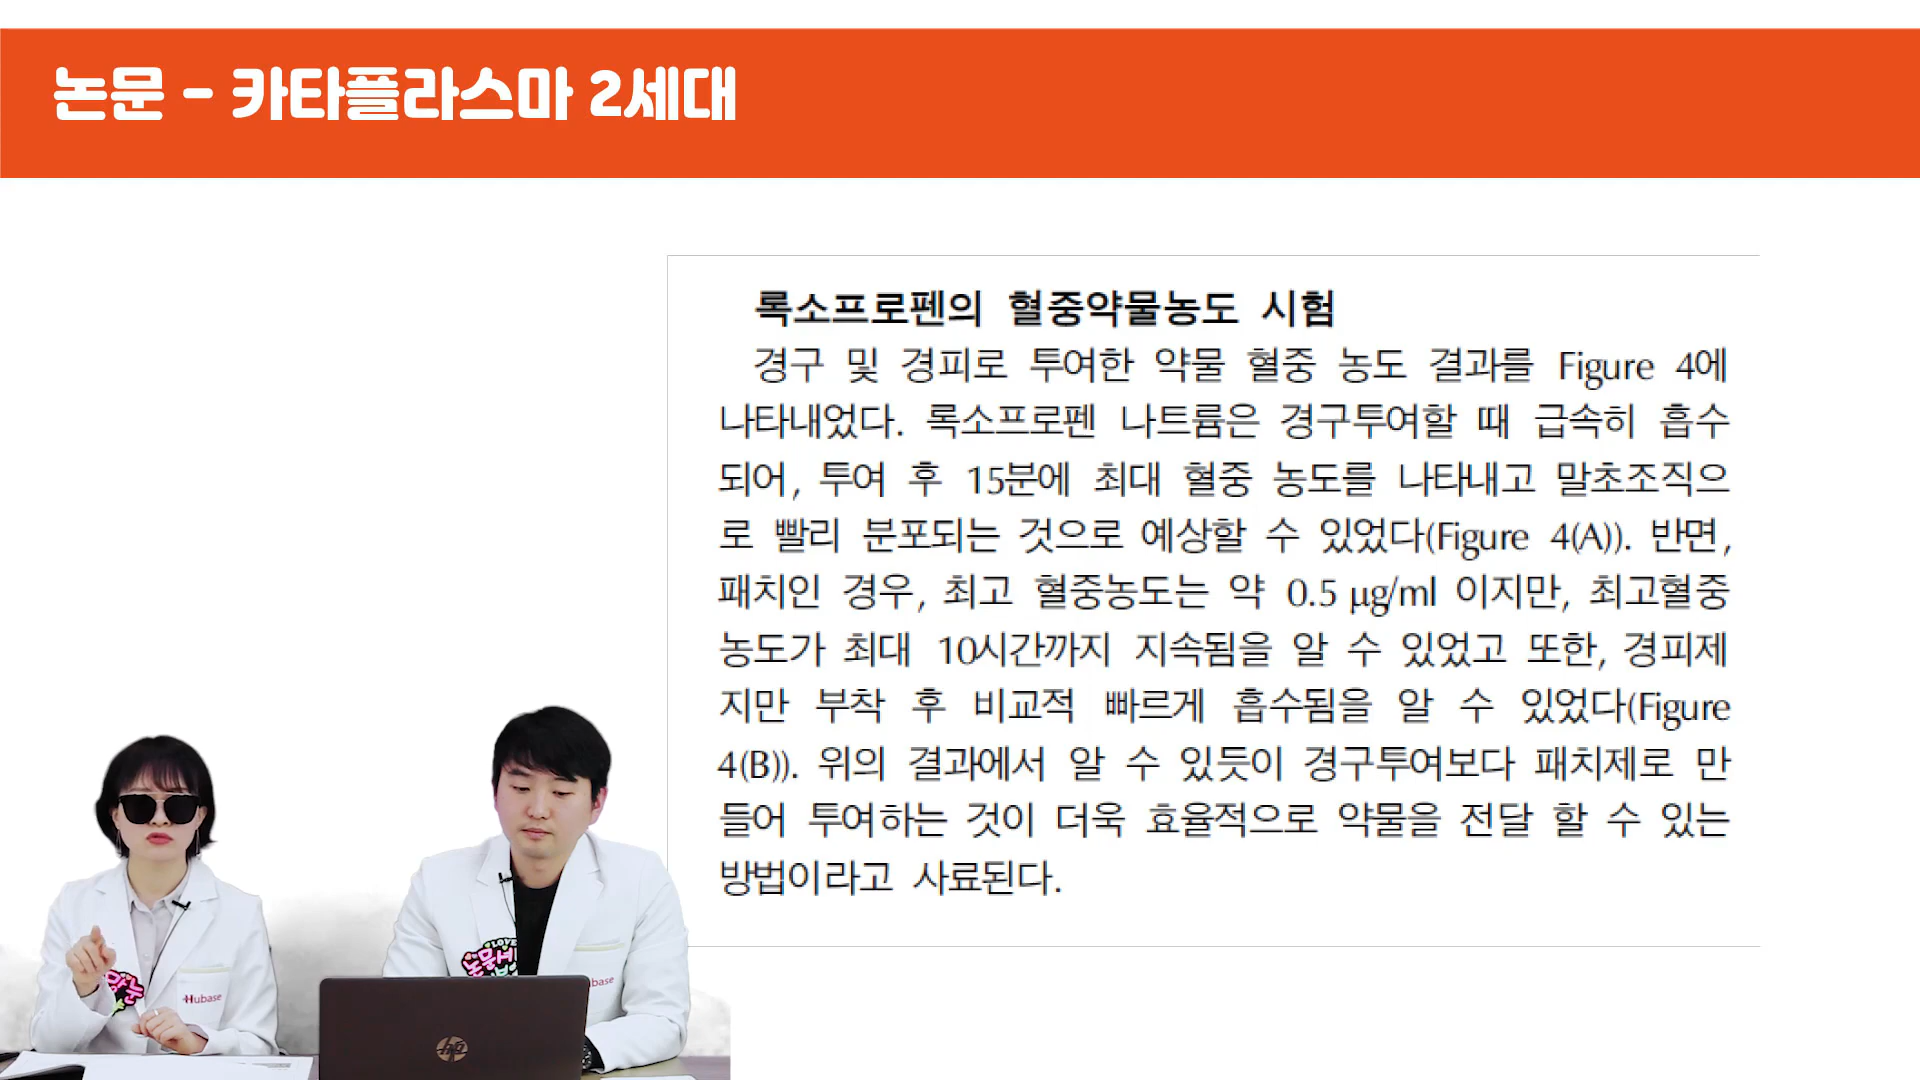 논문 - 카타플라스마 2세대
록소프로펜의 혈중약물농도 시험
경구 및 경피로 투여한 약물 혈중 농도 결과를 Figure 4에
나타내었다. 록소프로펜 나트륨은 경구투여할 때 급속히 흡수
되어, 투여 후 15분에 최대 혈중 농도를 나타내고 말초조직으
로 빨리 분포되는 것으로 예상할 수 있었다(Figure 4(A)). 반면,
패치인 경우, 최고 혈중농도는 약 0.5 μg/ml 이지만, 최고혈중
농도가 최대 10시간까지 지속됨을 알 수 있었고 또한, 경피제
지만 부착 후 비교적 빠르게 흡수됨을 알 수 있었다(Figure
4(B)). 위의 결과에서 알 수 있듯이 경구투여보다 패치제로 만
들어 투여하는 것이 더욱 효율적으로 약물을 전달 할 수 있는
방법이라고 사료된다.
LOVE
Hubase
ubase
hp